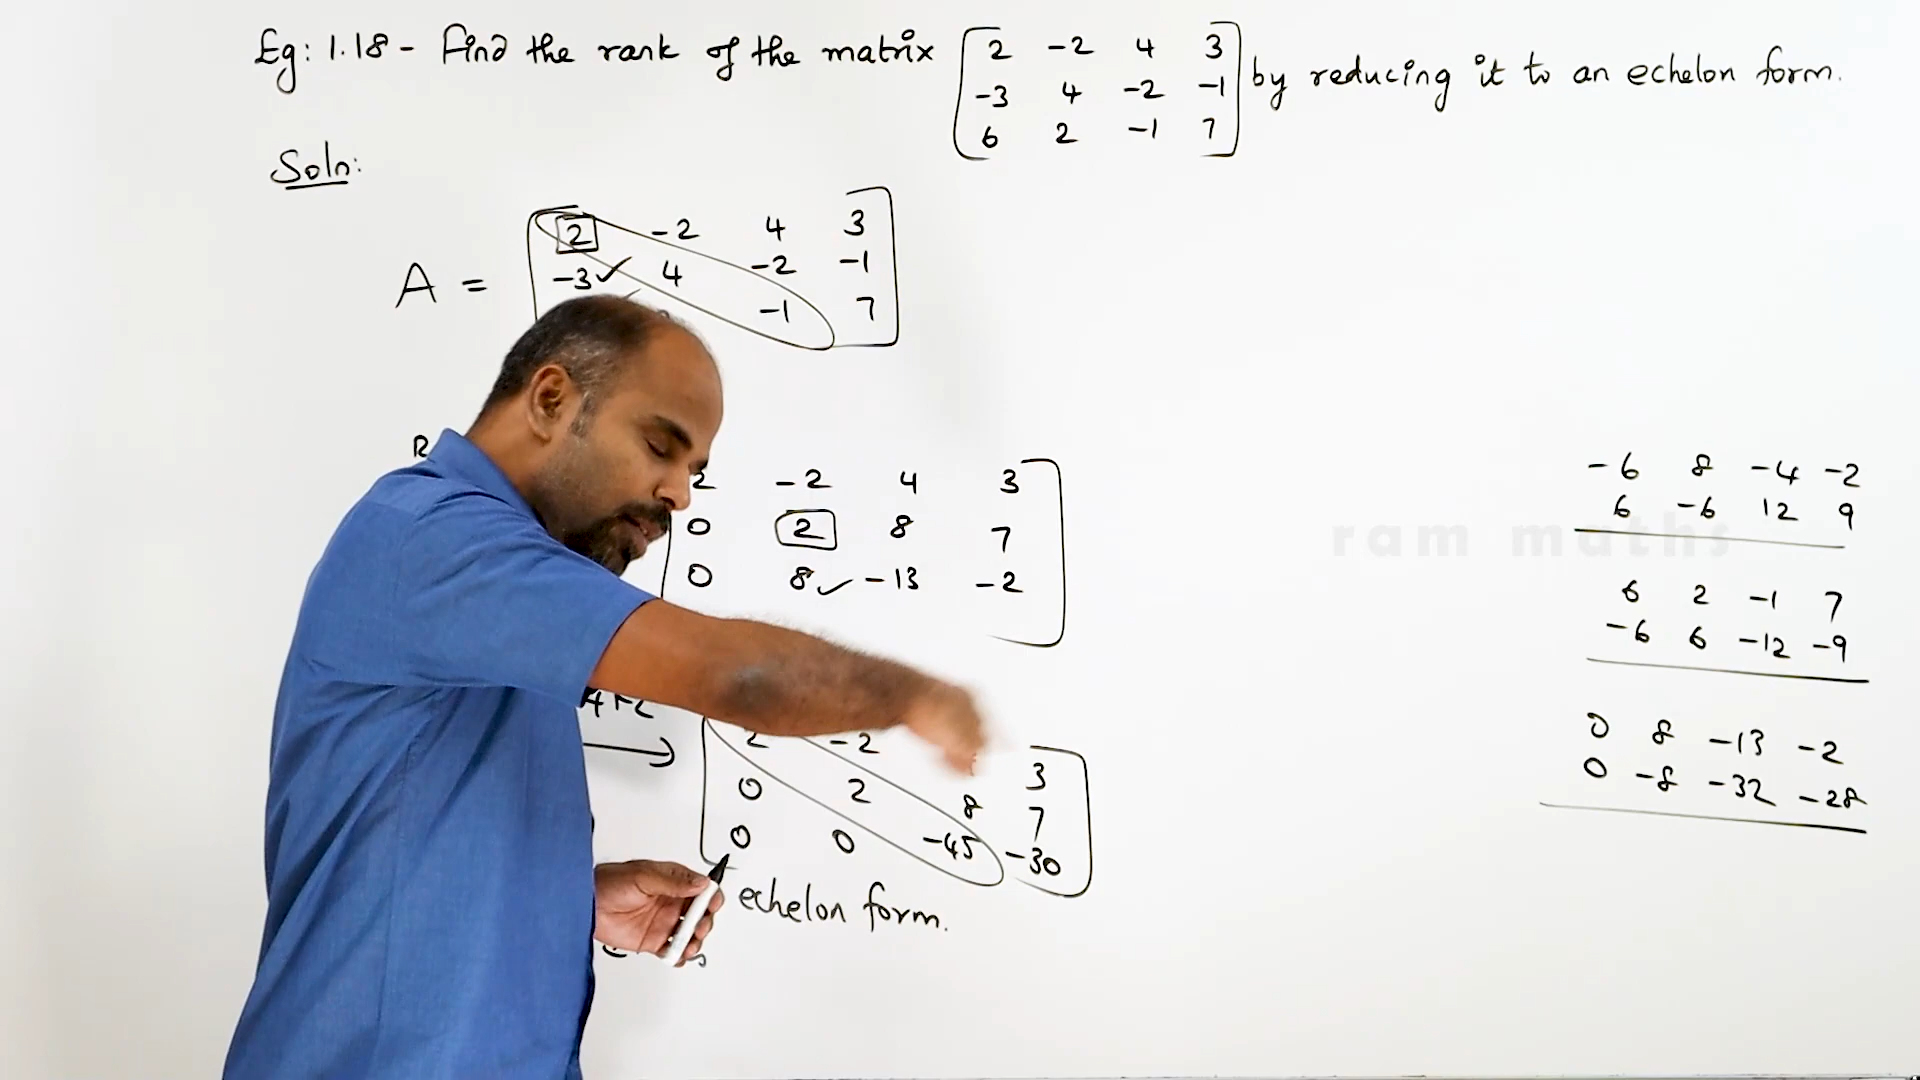 Eg: 1.18 - Find the rank of the matrix [ 2 -2 4 3 ] by reducing it to an echelon form.
-3 4 -2 -1
6 2 -1 7
Soln:
2 -2 4 3
A = -3 ✓ 4 -2 -1
-1 7
R
2 -2 4 3
0 2 8 7
0 8 ✓ -13 -2
2 -2 3
0 2 8 7
0 0 -45 -30
echelon form.
-6 8 -4 -2
6 -6 12 9
ram maths
6 2 -1 7
-6 6 -12 -9
0 8 -13 -2
0 -8 -32 -28